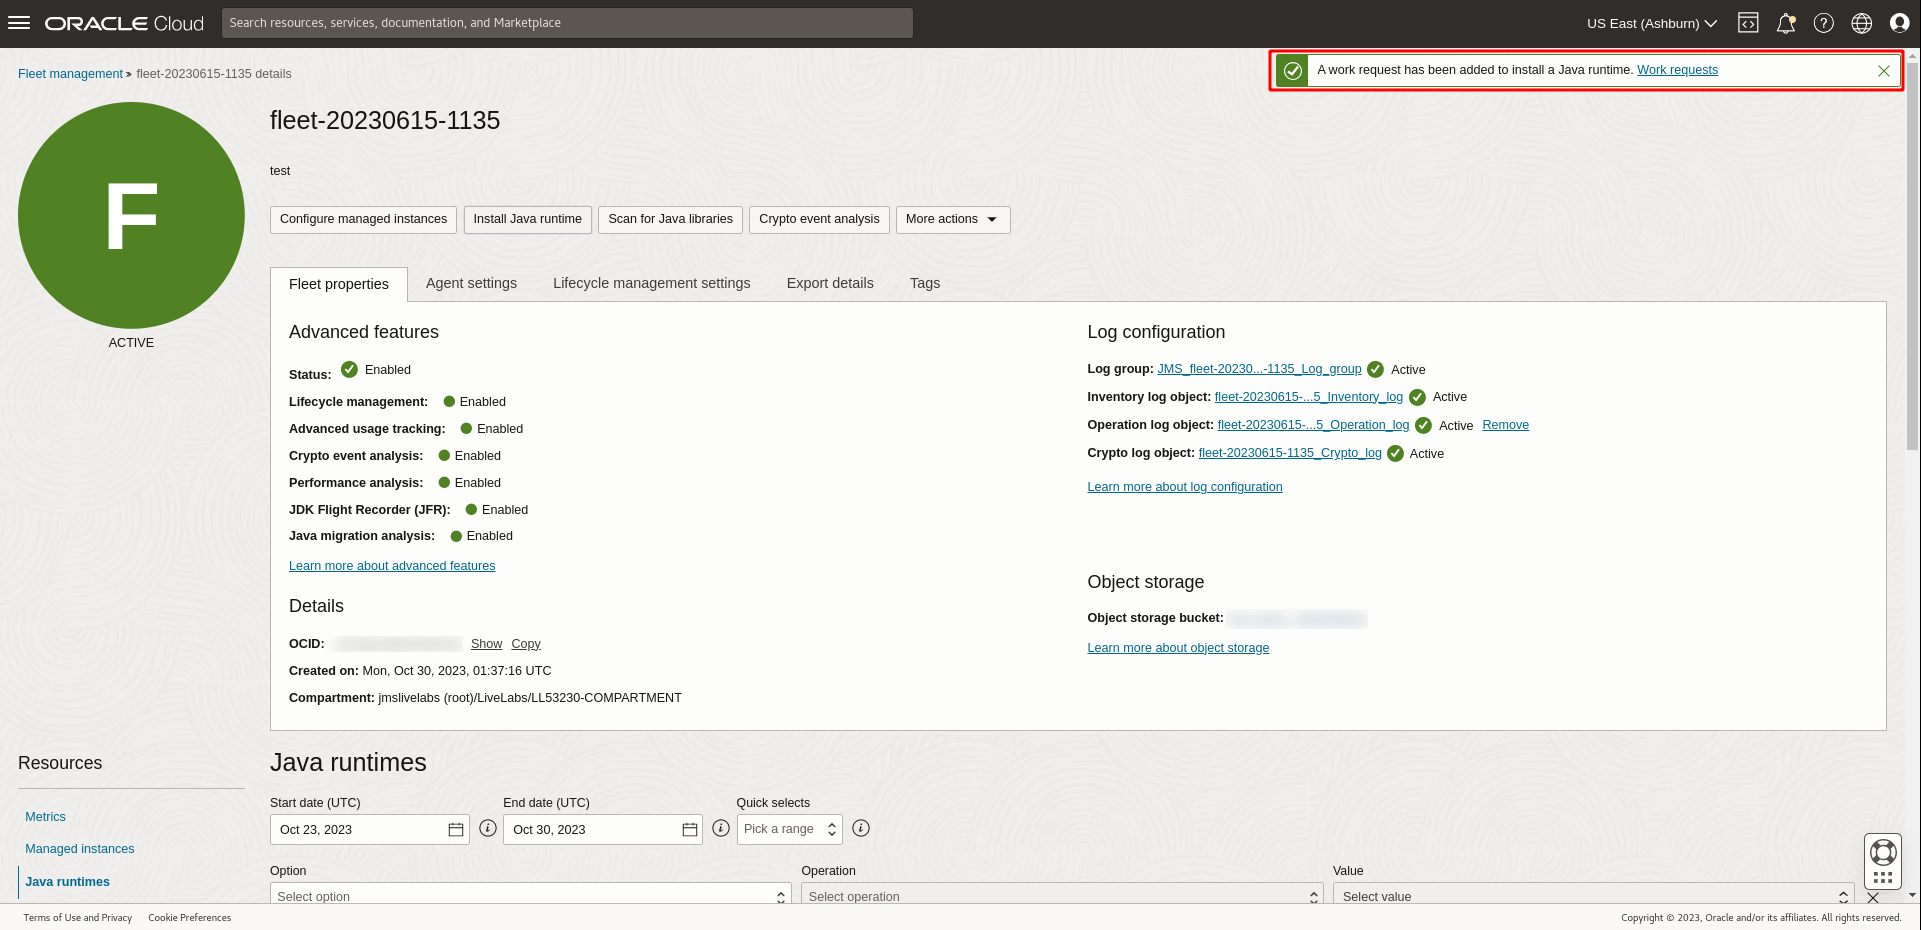 ORACLE Cloud
Search resources, services, documentation, and Marketplace
US East (Ashburn)
Fleet management » fleet-20230615-1135 details
A work request has been added to install a Java runtime. Work requests
F
ACTIVE
fleet-20230615-1135
test
Configure managed instances
Install Java runtime
Scan for Java libraries
Crypto event analysis
More actions
Fleet properties
Agent settings
Lifecycle management settings
Export details
Tags
Advanced features
Status: Enabled
Lifecycle management: Enabled
Advanced usage tracking: Enabled
Crypto event analysis: Enabled
Performance analysis: Enabled
JDK Flight Recorder (JFR): Enabled
Java migration analysis: Enabled
Learn more about advanced features
Details
OCID: Show Copy
Created on: Mon, Oct 30, 2023, 01:37:16 UTC
Compartment: jmslivelabs (root)/LiveLabs/LL53230-COMPARTMENT
Log configuration
Log group: JMS_fleet-20230...-1135_Log_group Active
Inventory log object: fleet-20230615-...5_Inventory_log Active
Operation log object: fleet-20230615-...5_Operation_log Active Remove
Crypto log object: fleet-20230615-1135_Crypto_log Active
Learn more about log configuration
Object storage
Object storage bucket:
Learn more about object storage
Resources
Metrics
Managed instances
Java runtimes
Java runtimes
Start date (UTC)
Oct 23, 2023
End date (UTC)
Oct 30, 2023
Quick selects
Pick a range
Option
Select option
Operation
Select operation
Value
Select value
Terms of Use and Privacy
Cookie Preferences
Copyright © 2023, Oracle and/or its affiliates. All rights reserved.